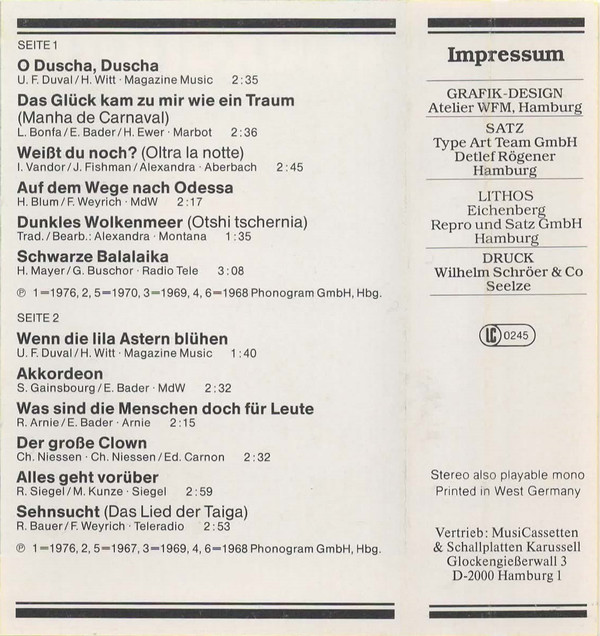 SEITE 1
O Duscha, Duscha
U. F. Duval / H. Witt · Magazine Music 2:35
Das Glück kam zu mir wie ein Traum
(Manha de Carnaval)
L. Bonfa / E. Bader / H. Ewer · Marbot 2:36
Weißt du noch? (Oltra la notte)
I. Vandor / J. Fishman / Alexandra · Aberbach 2:45
Auf dem Wege nach Odessa
H. Blum / F. Weyrich · MdW 2:17
Dunkles Wolkenmeer (Otshi tschernia)
Trad. / Bearb.: Alexandra · Montana 1:35
Schwarze Balalaika
H. Mayer / G. Buschor · Radio Tele 3:08
℗ 1=1976, 2, 5=1970, 3=1969, 4, 6=1968 Phonogram GmbH, Hbg.
SEITE 2
Wenn die lila Astern blühen
U. F. Duval / H. Witt · Magazine Music 1:40
Akkordeon
S. Gainsbourg / E. Bader · MdW 2:32
Was sind die Menschen doch für Leute
R. Arnie / E. Bader · Arnie 2:15
Der große Clown
Ch. Niessen · Ch. Niessen / Ed. Carnon 2:32
Alles geht vorüber
R. Siegel / M. Kunze · Siegel 2:59
Sehnsucht (Das Lied der Taiga)
R. Bauer / F. Weyrich · Teleradio 2:53
℗ 1=1976, 2, 5=1967, 3=1969, 4, 6=1968 Phonogram GmbH, Hbg.
Impressum
GRAFIK-DESIGN
Atelier WFM, Hamburg
SATZ
Type Art Team GmbH
Detlef Rögener
Hamburg
LITHOS
Eichenberg
Repro und Satz GmbH
Hamburg
DRUCK
Wilhelm Schröer & Co
Seelze
LC 0245
Stereo also playable mono
Printed in West Germany
Vertrieb: MusiCassetten
& Schallplatten Karussell
Glockengießerwall 3
D-2000 Hamburg 1